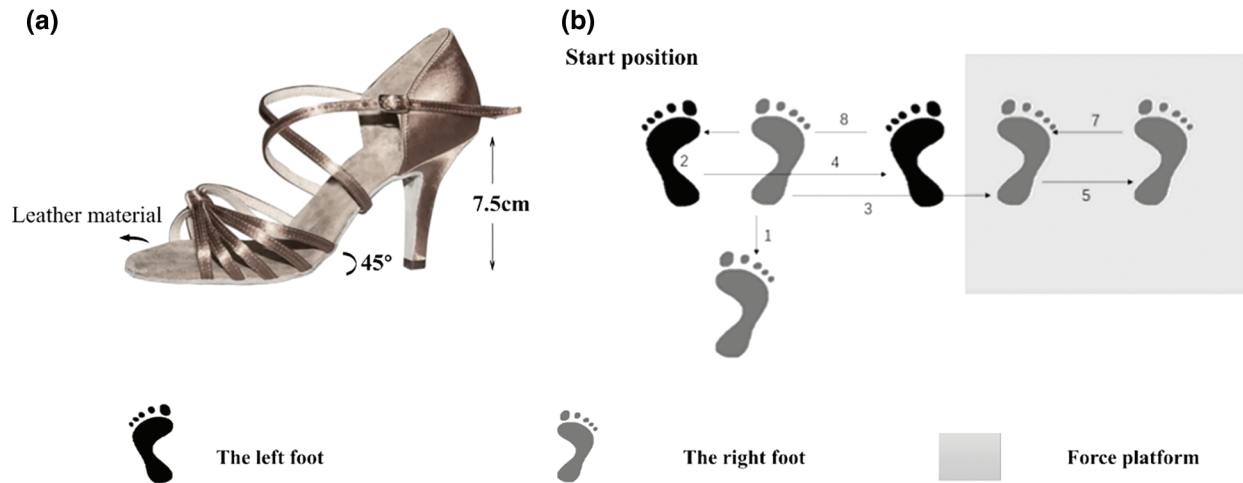 (a)
Leather material
45°
7.5cm
(b)
Start position
8
7
2
4
5
3
1
The left foot
The right foot
Force platform